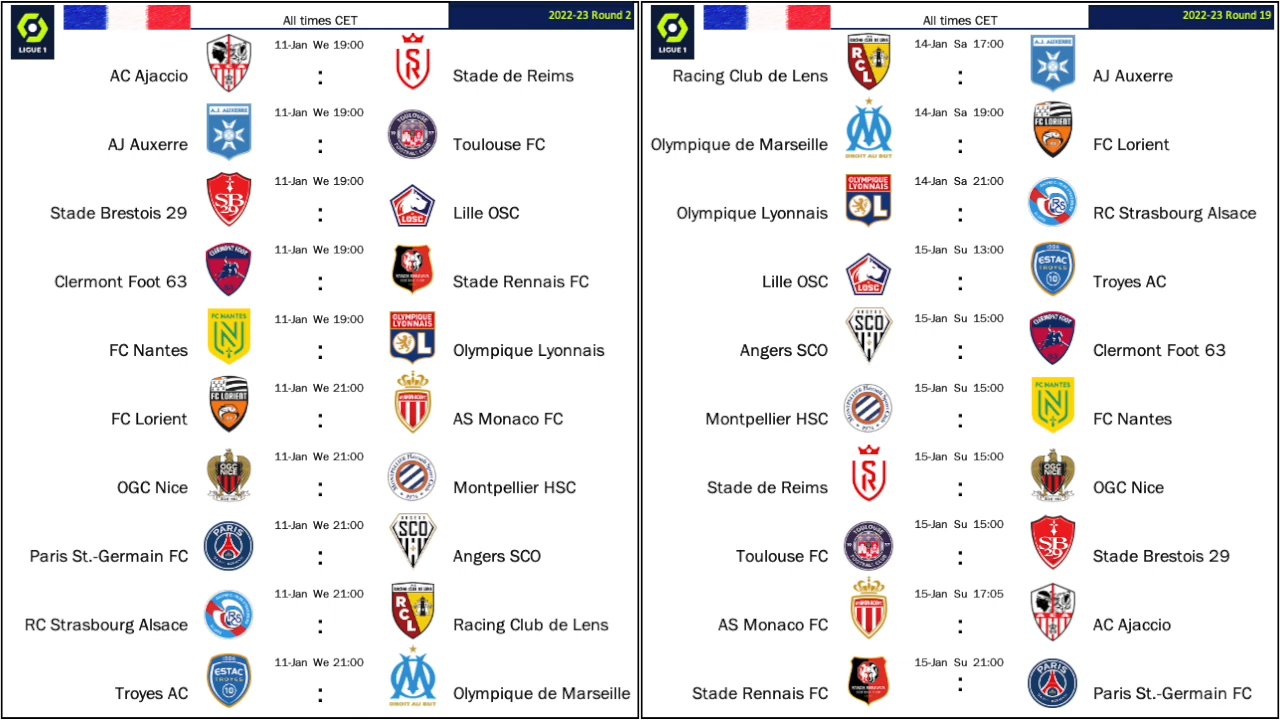 LIGUE 1
All times CET
2022-23 Round 2
AC Ajaccio
11-Jan We 19:00
:
Stade de Reims
AJ Auxerre
11-Jan We 19:00
:
Toulouse FC
Stade Brestois 29
11-Jan We 19:00
:
Lille OSC
Clermont Foot 63
11-Jan We 19:00
:
Stade Rennais FC
FC Nantes
11-Jan We 19:00
:
Olympique Lyonnais
FC Lorient
11-Jan We 21:00
:
AS Monaco FC
OGC Nice
11-Jan We 21:00
:
Montpellier HSC
Paris St.-Germain FC
11-Jan We 21:00
:
Angers SCO
RC Strasbourg Alsace
11-Jan We 21:00
:
Racing Club de Lens
Troyes AC
11-Jan We 21:00
:
Olympique de Marseille
LIGUE 1
All times CET
2022-23 Round 19
Racing Club de Lens
14-Jan Sa 17:00
:
AJ Auxerre
Olympique de Marseille
14-Jan Sa 19:00
:
FC Lorient
Olympique Lyonnais
14-Jan Sa 21:00
:
RC Strasbourg Alsace
Lille OSC
15-Jan Su 13:00
:
Troyes AC
Angers SCO
15-Jan Su 15:00
:
Clermont Foot 63
Montpellier HSC
15-Jan Su 15:00
:
FC Nantes
Stade de Reims
15-Jan Su 15:00
:
OGC Nice
Toulouse FC
15-Jan Su 15:00
:
Stade Brestois 29
AS Monaco FC
15-Jan Su 17:05
:
AC Ajaccio
Stade Rennais FC
15-Jan Su 21:00
:
Paris St.-Germain FC